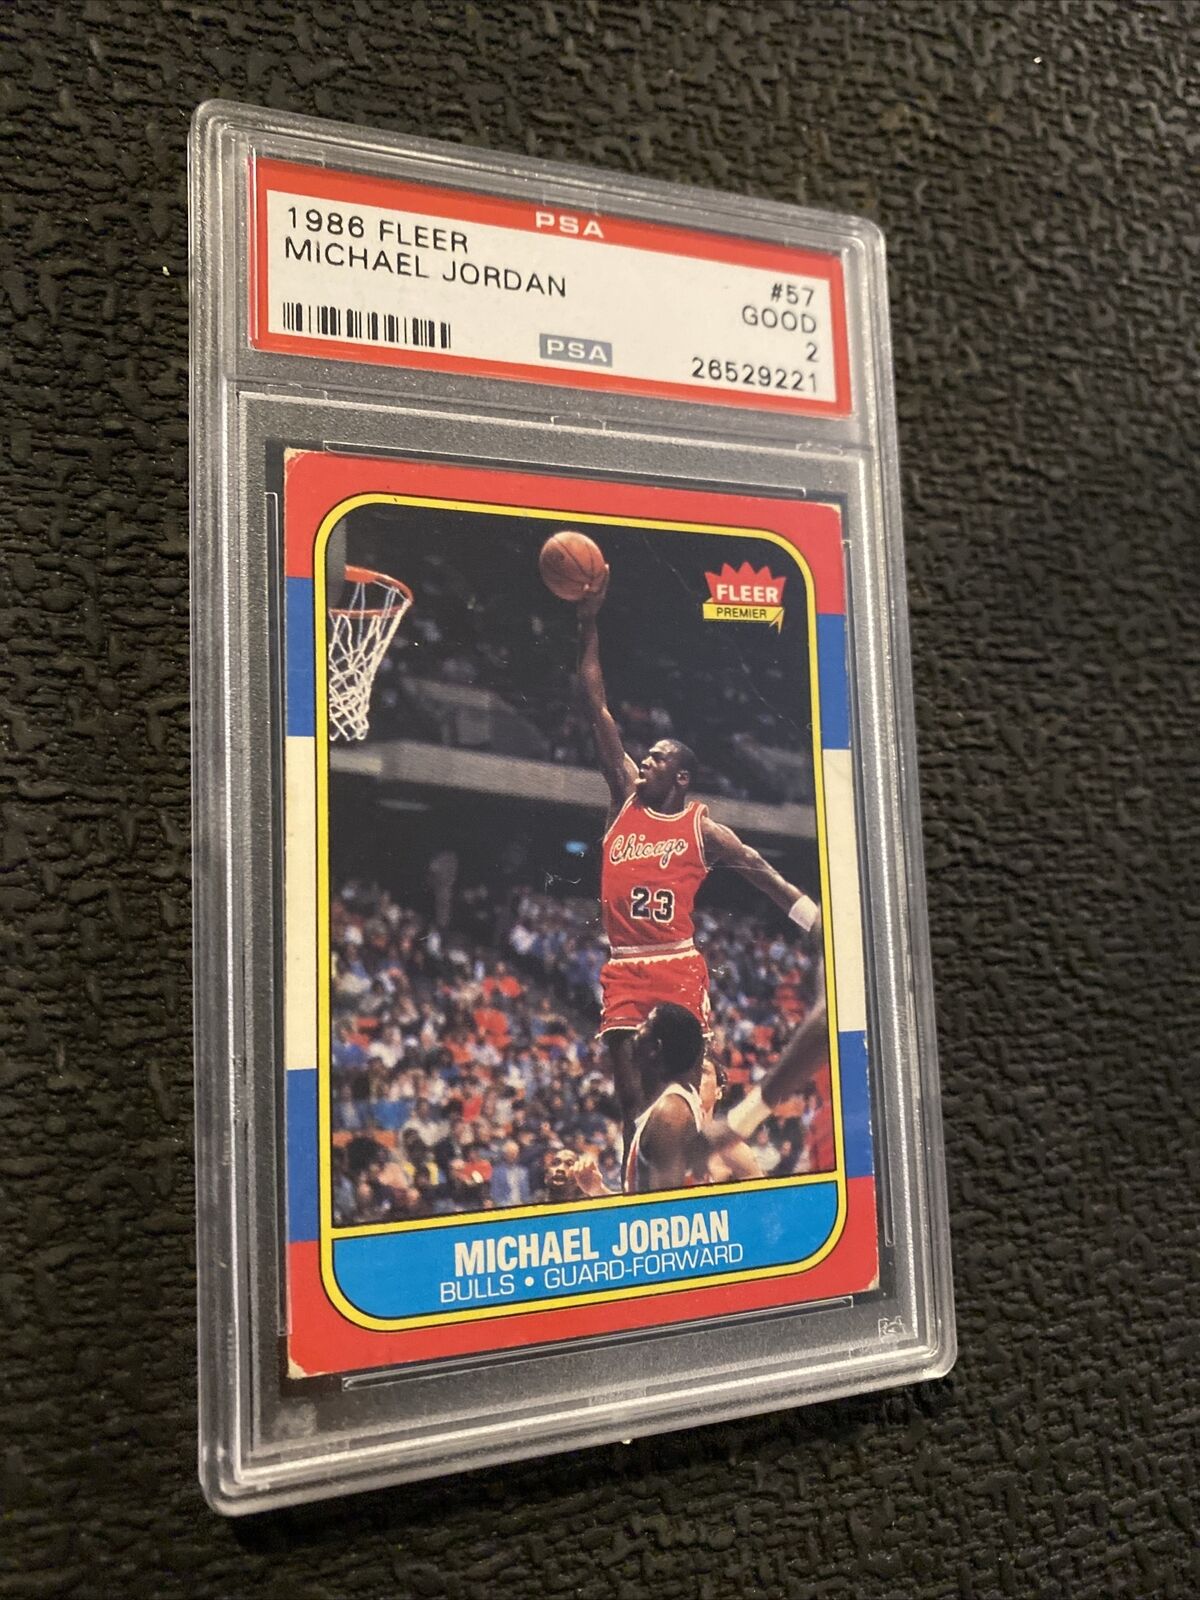 PSA
1986 FLEER
MICHAEL JORDAN
#57
GOOD
2
PSA
26529221
FLEER
PREMIER
Chicago
23
MICHAEL JORDAN
BULLS • GUARD-FORWARD